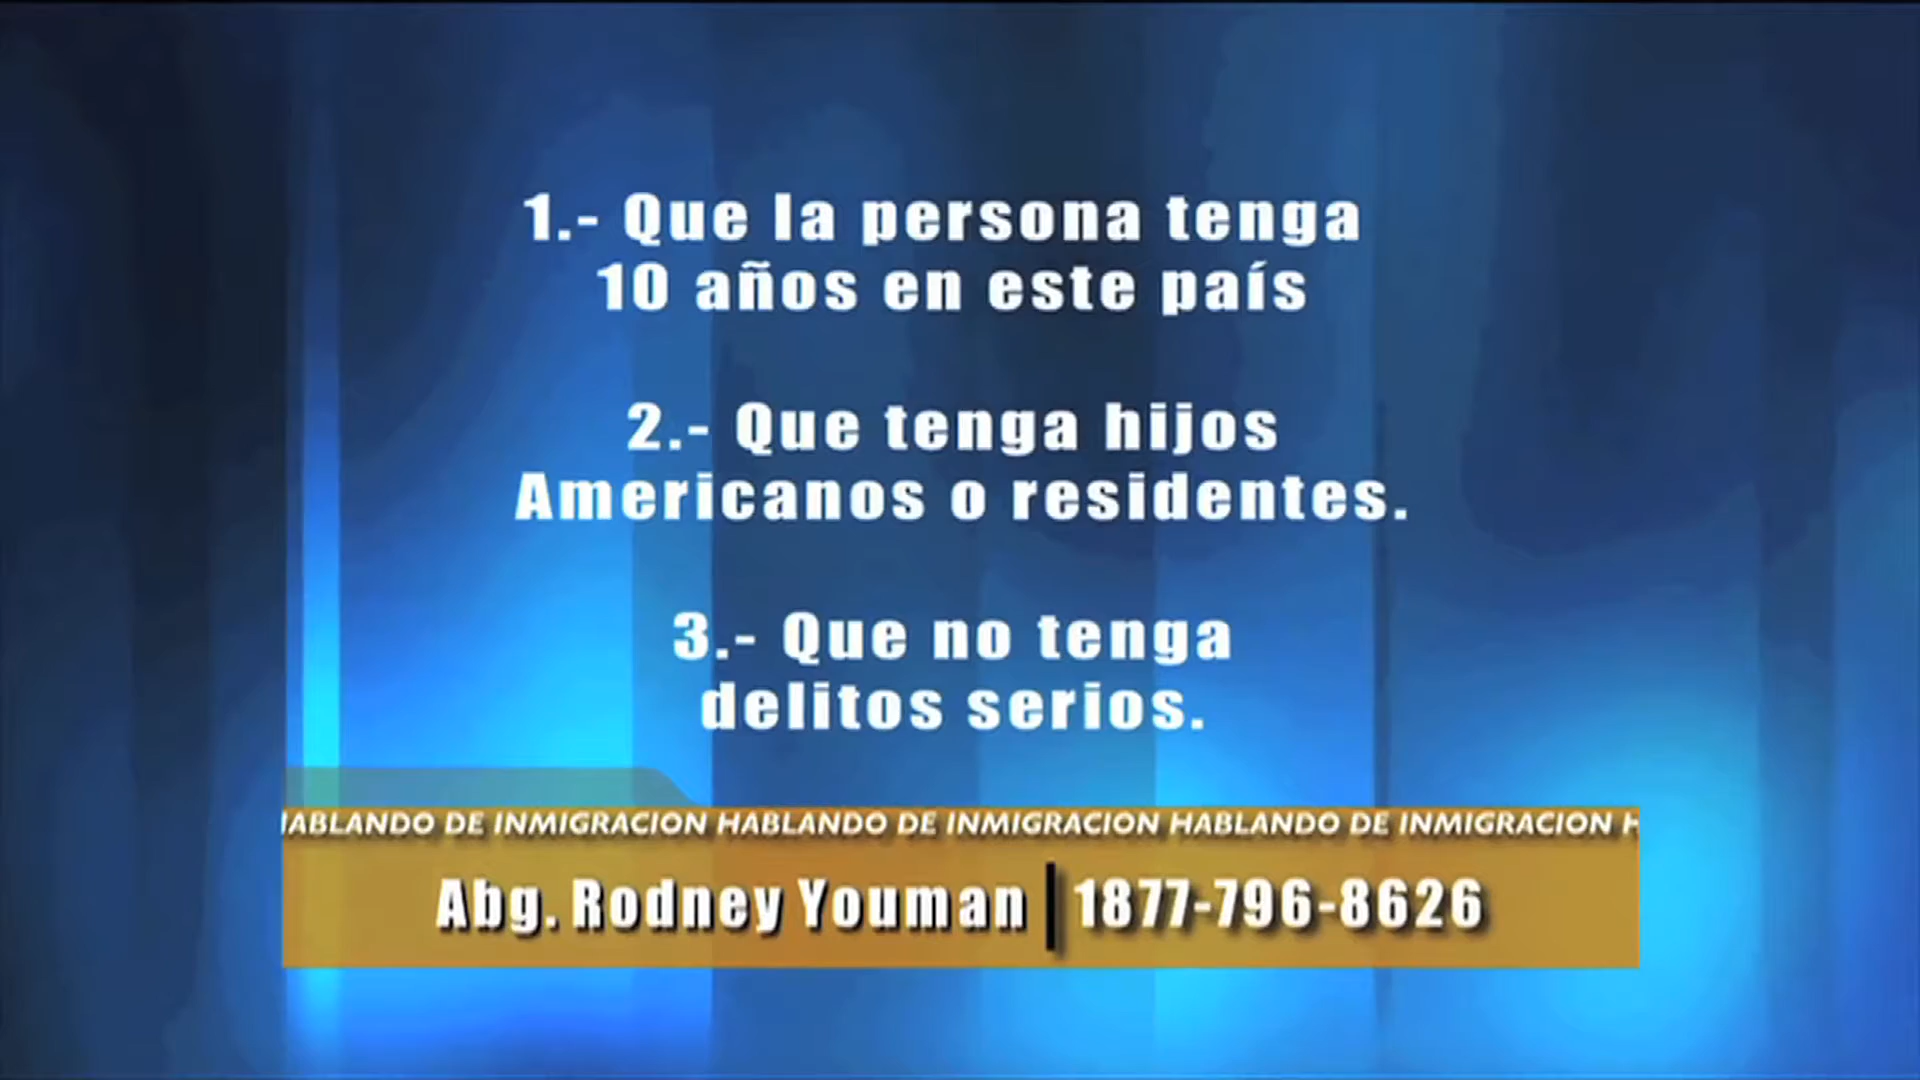 1.- Que la persona tenga
10 años en este país
2.- Que tenga hijos
Americanos o residentes.
3.- Que no tenga
delitos serios.
HABLANDO DE INMIGRACION HABLANDO DE INMIGRACION HABLANDO DE INMIGRACION H
Abg. Rodney Youman | 1877-796-8626